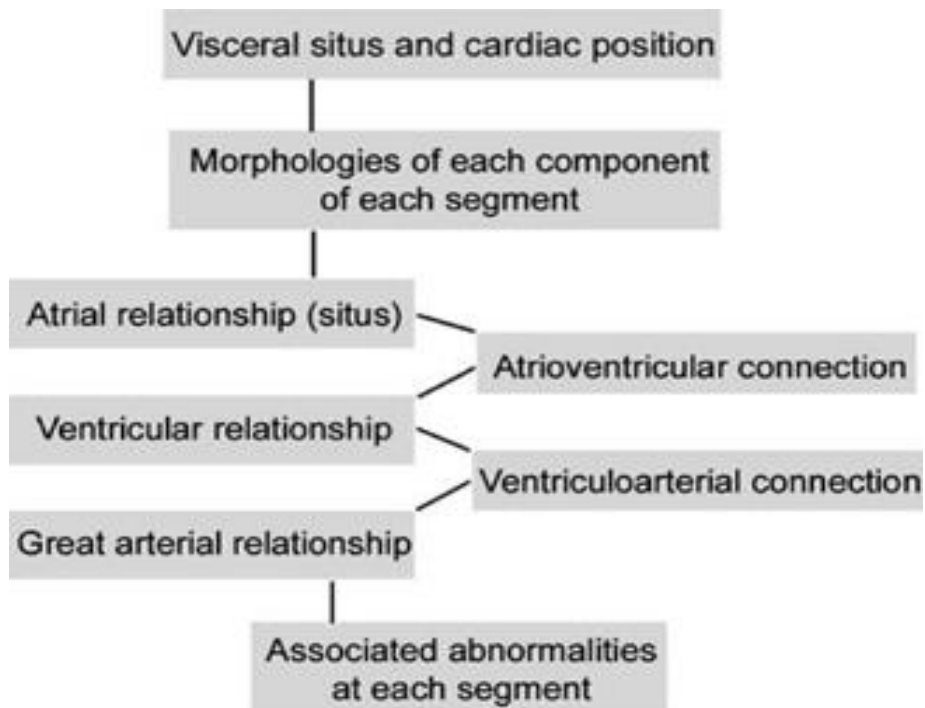 Visceral situs and cardiac position
Morphologies of each component
of each segment
Atrial relationship (situs)
Atrioventricular connection
Ventricular relationship
Ventriculoarterial connection
Great arterial relationship
Associated abnormalities
at each segment